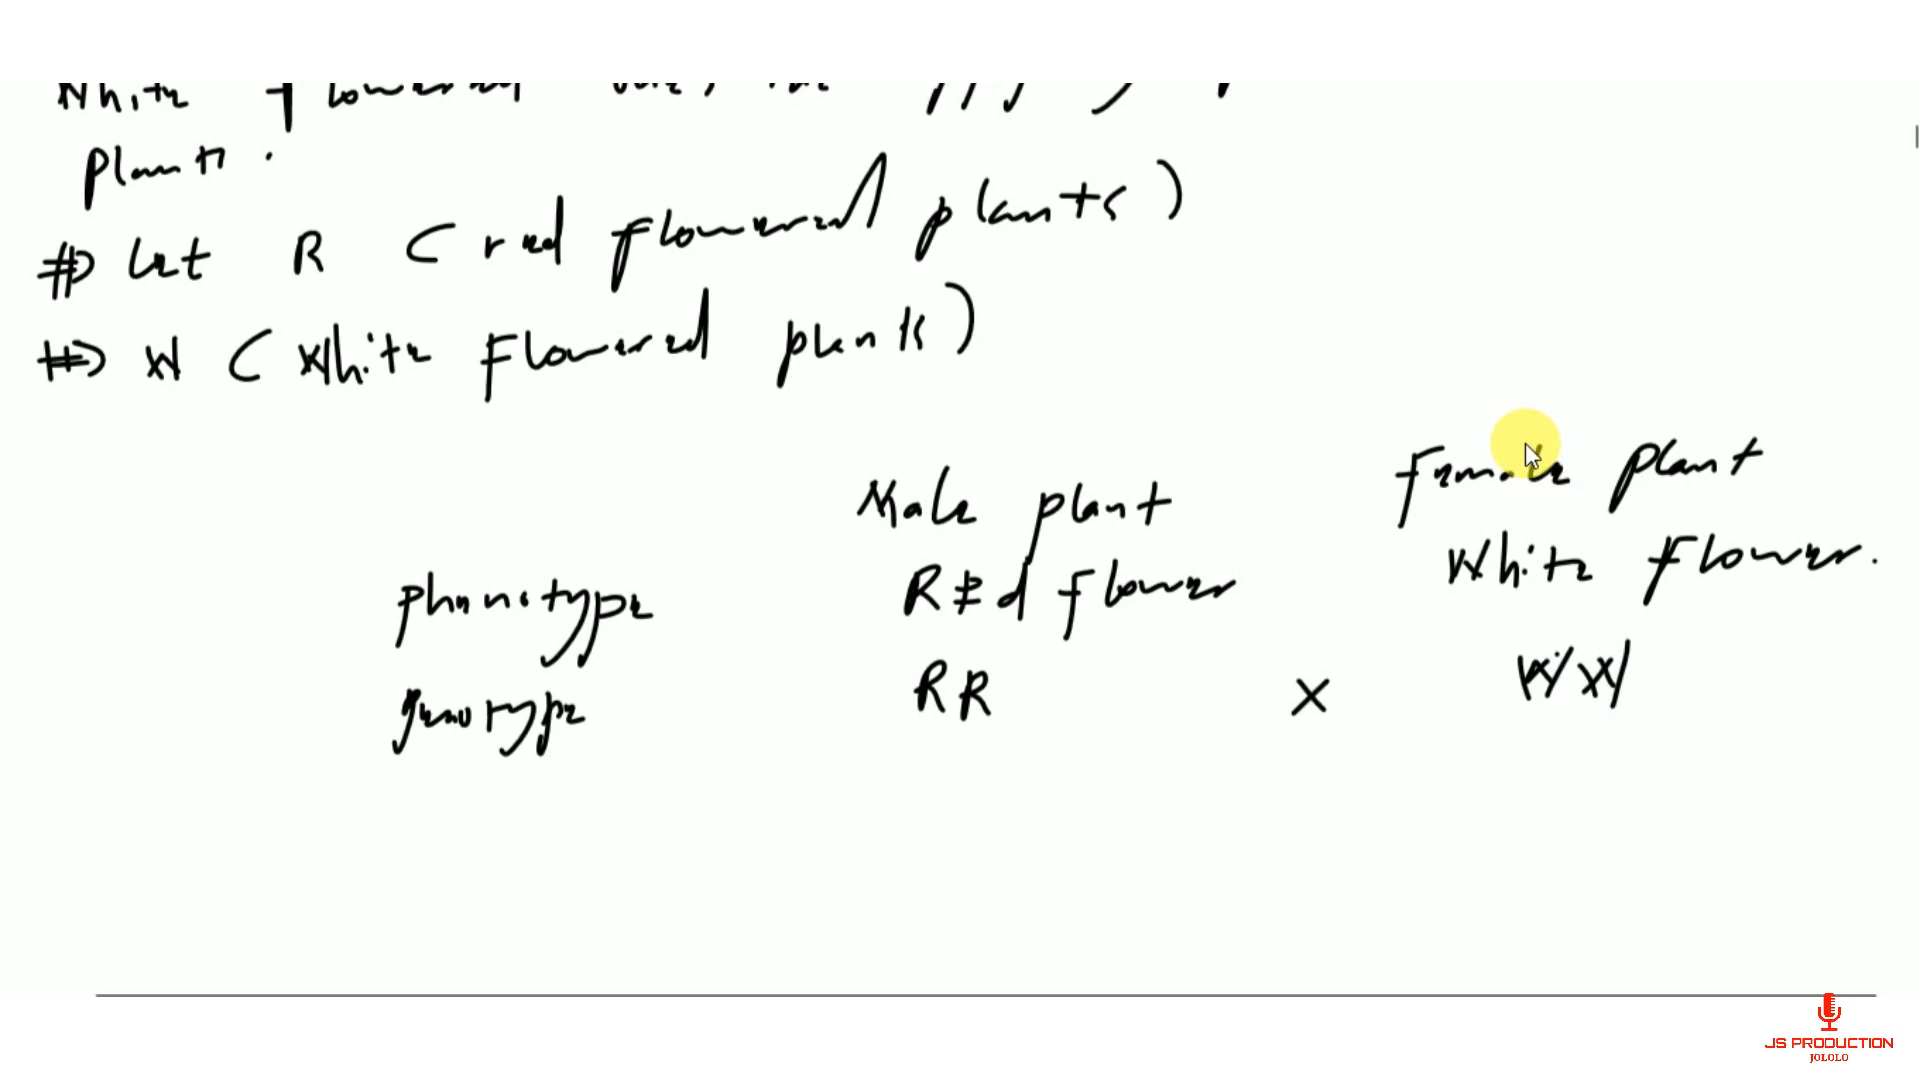 White flowered
plants.
#) Let R ( red flowered plants )
#) W ( White Flowered plants )
Male plant
Female plant
phenotype
Red flower
White flower.
genotype
RR
X
WW
JS PRODUCTION
JOLOLO